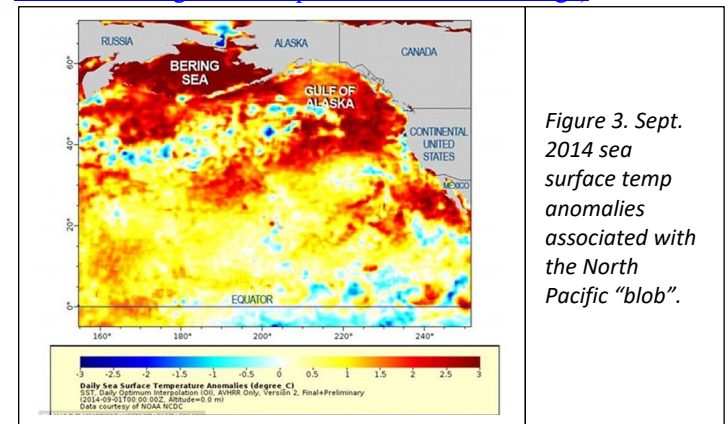 RUSSIA
ALASKA
CANADA
BERING
SEA
GULF OF
ALASKA
CONTINENTAL
UNITED
STATES
MEXICO
EQUATOR
60°
40°
20°
0°
160° 180° 200° 220° 240°
-3 -2.5 -2 -1.5 -1 -0.5 0 0.5 1 1.5 2 2.5 3
Daily Sea Surface Temperature Anomalies (degree_C)
SST, Daily Optimum Interpolation (OI), AVHRR Only, Version 2, Final+Preliminary
(2014-09-01T00:00:00Z, Altitude=0.0 m)
Data courtesy of NOAA NCDC
Figure 3. Sept.
2014 sea
surface temp
anomalies
associated with
the North
Pacific “blob”.